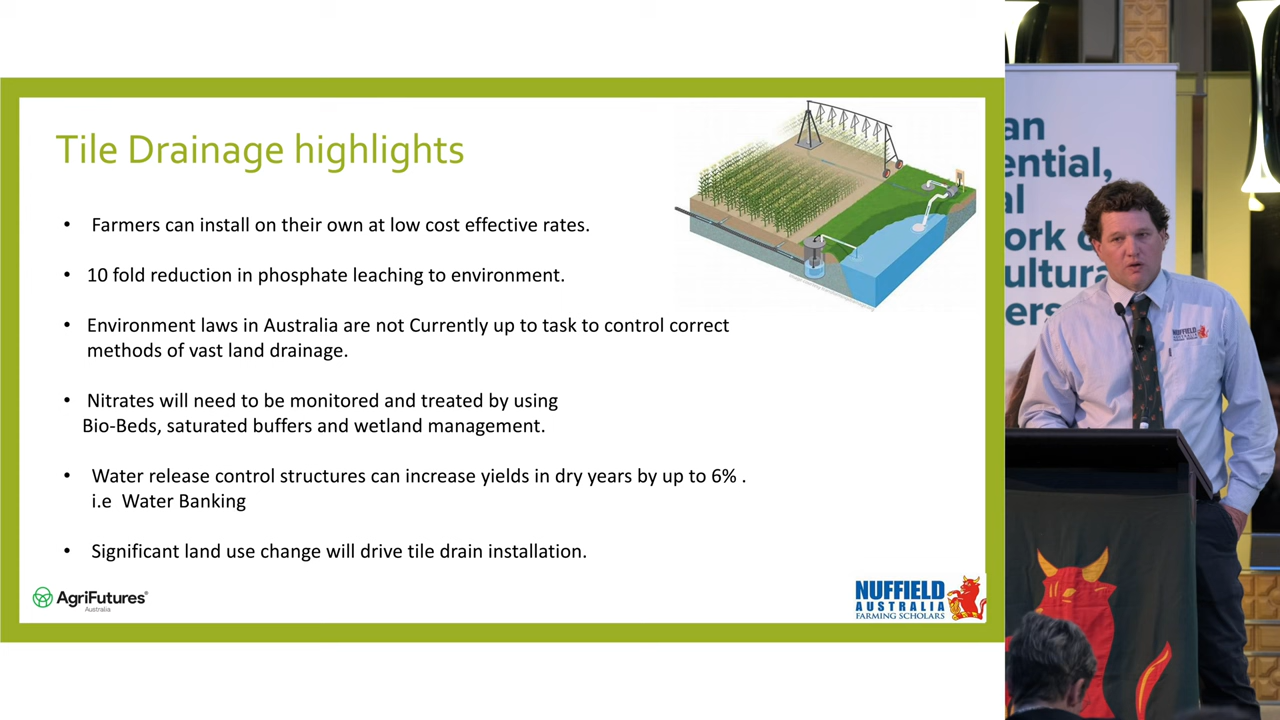 Tile Drainage highlights
• Farmers can install on their own at low cost effective rates.
• 10 fold reduction in phosphate leaching to environment.
• Environment laws in Australia are not Currently up to task to control correct
methods of vast land drainage.
• Nitrates will need to be monitored and treated by using
Bio-Beds, saturated buffers and wetland management.
• Water release control structures can increase yields in dry years by up to 6% .
i.e Water Banking
• Significant land use change will drive tile drain installation.
AgriFutures®
Australia
NUFFIELD
AUSTRALIA
FARMING SCHOLARS
an
ential,
al
ork
ultura
ers
NUFFIELD